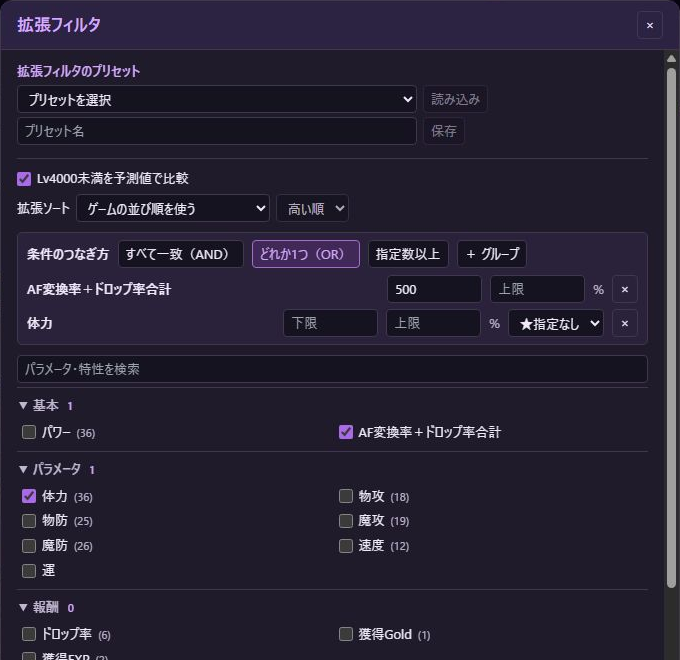 拡張フィルタ ×
拡張フィルタのプリセット
プリセットを選択 読み込み
プリセット名 保存
Lv4000未満を予測値で比較
拡張ソート ゲームの並び順を使う 高い順
条件のつなぎ方 すべて一致（AND） どれか1つ（OR） 指定数以上 + グループ
AF変換率＋ドロップ率合計 500 上限 % ×
体力 下限 上限 % ★指定なし ×
パラメータ・特性を検索
▼ 基本 1
パワー (36) AF変換率＋ドロップ率合計
▼ パラメータ 1
体力 (36) 物攻 (18)
物防 (25) 魔攻 (19)
魔防 (26) 速度 (12)
運
▼ 報酬 0
ドロップ率 (6) 獲得Gold (1)
獲得EXP (2)